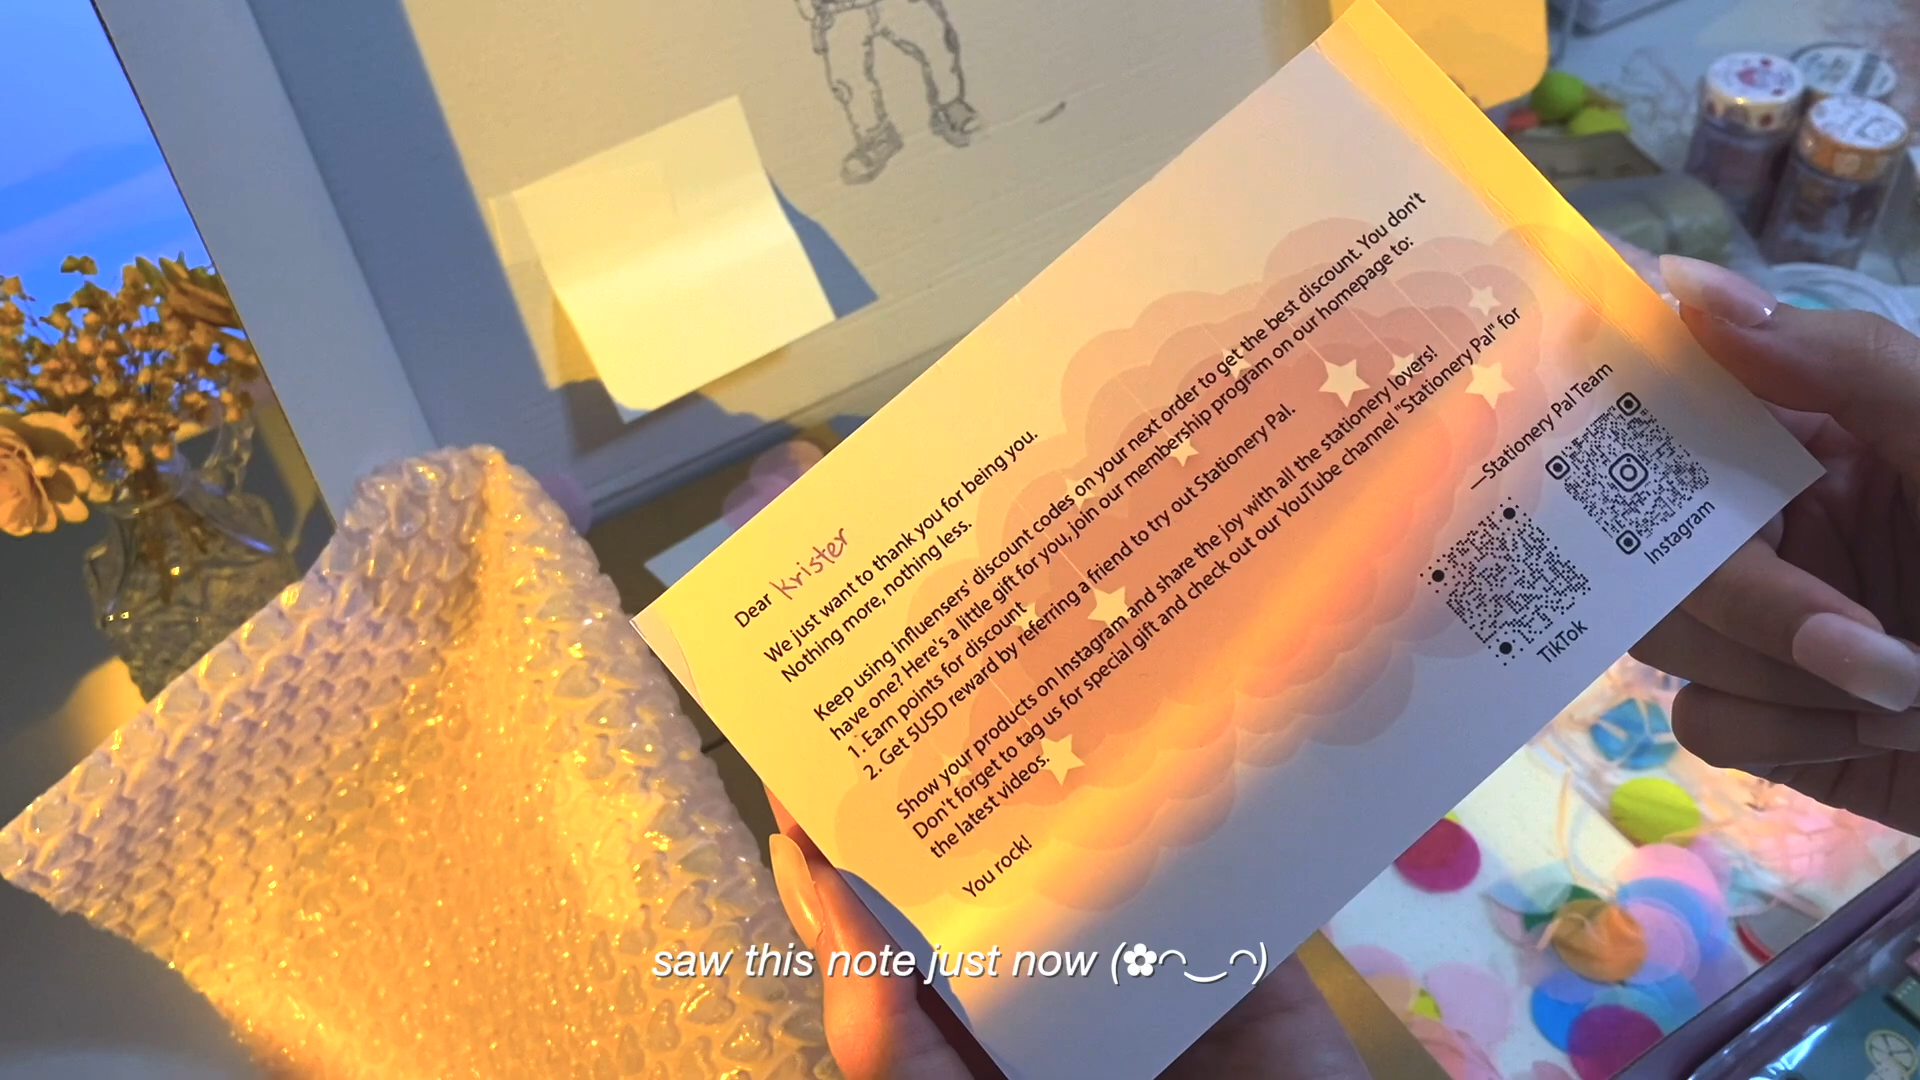 Dear Krister
We just want to thank you for being you.
Nothing more, nothing less.
Keep using influensers' discount codes on your next order to get the best discount. You don't
have one? Here's a little gift for you, join our membership program on our homepage to:
1. Earn points for discount
2. Get 5USD reward by referring a friend to try out Stationery Pal.
Show your products on Instagram and share the joy with all the stationery lovers!
Don't forget to tag us for special gift and check out our YouTube channel "Stationery Pal" for
the latest videos.
You rock!
—Stationery Pal Team
TikTok
Instagram
saw this note just now (✿◠‿◠)